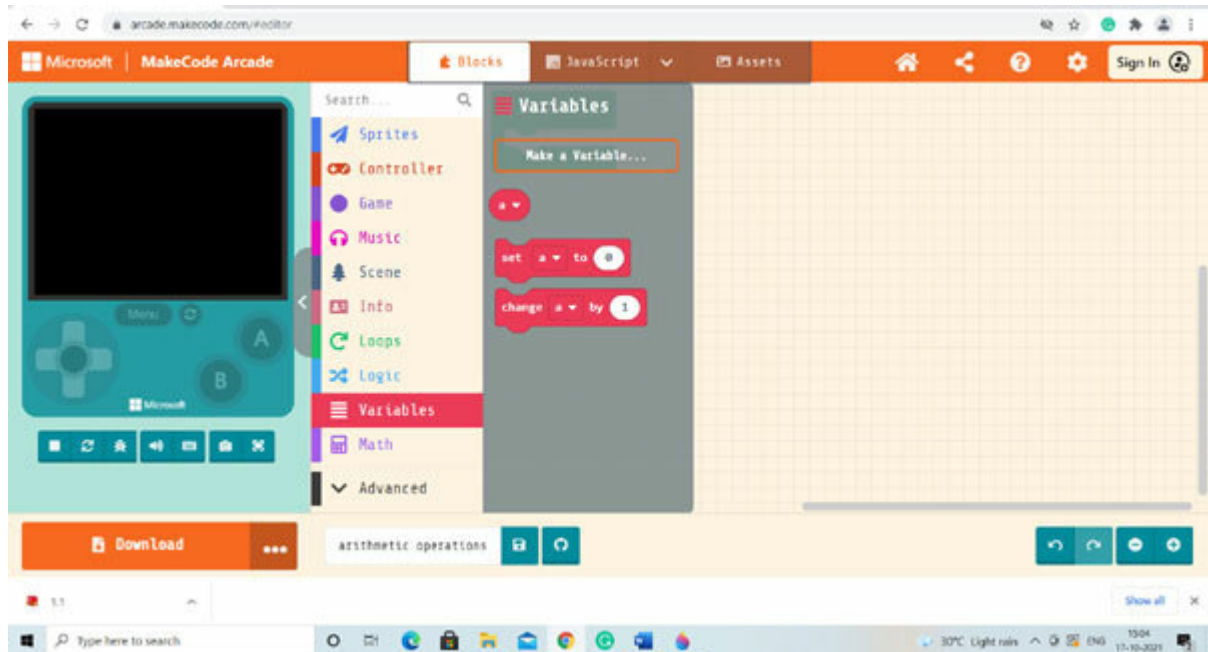 arcade.makecode.com/#editor
Microsoft | MakeCode Arcade
Blocks
JavaScript
Assets
Sign In
Search...
Sprites
Controller
Game
Music
Scene
Info
Loops
Logic
Variables
Math
Advanced
Variables
Make a Variable...
a
set a to 0
change a by 1
Menu
A
B
Microsoft
Download
arithmetic operations
1.1
Show all
Type here to search
30°C Light rain
ENG
15:04
17-10-2021